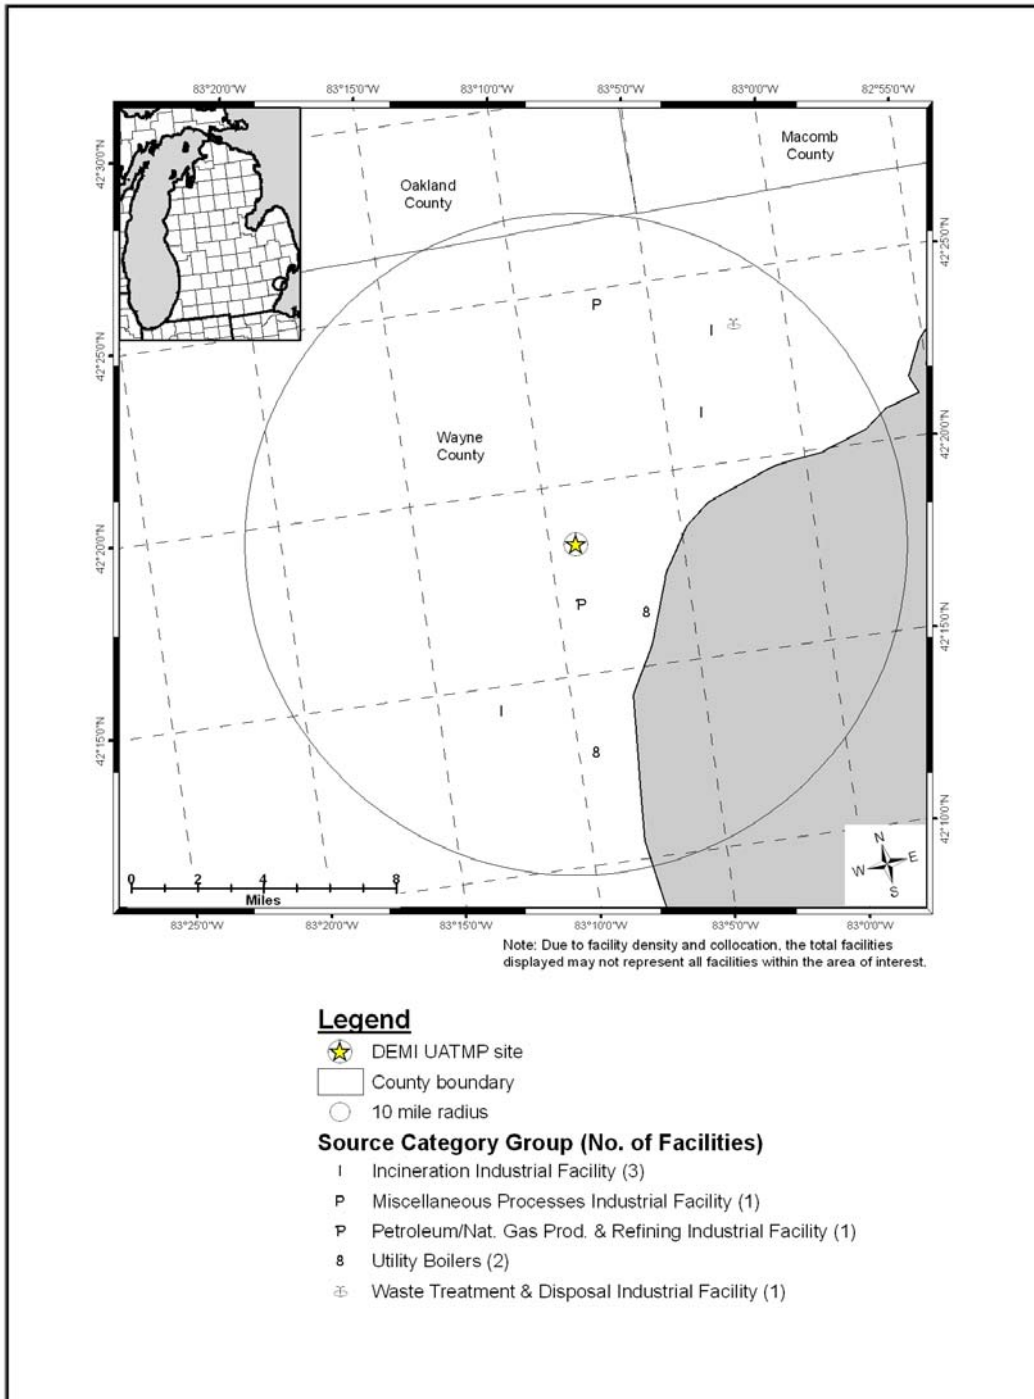 83°20'0"W 83°15'0"W 83°10'0"W 83°5'0"W 83°0'0"W 82°55'0"W
Macomb
County
42°30'0"N
Oakland
County
42°25'0"N
42°25'0"N
P
I
I
42°20'0"N
Wayne
County
42°20'0"N
P
8
42°15'0"N
I
42°15'0"N
8
42°10'0"N
N
W E
S
0 2 4 6 8
Miles
83°25'0"W 83°20'0"W 83°15'0"W 83°10'0"W 83°5'0"W 83°0'0"W
Note: Due to facility density and collocation, the total facilities
displayed may not represent all facilities within the area of interest.
Legend
DEMI UATMP site
County boundary
10 mile radius
Source Category Group (No. of Facilities)
I Incineration Industrial Facility (3)
P Miscellaneous Processes Industrial Facility (1)
P Petroleum/Nat. Gas Prod. & Refining Industrial Facility (1)
8 Utility Boilers (2)
Waste Treatment & Disposal Industrial Facility (1)